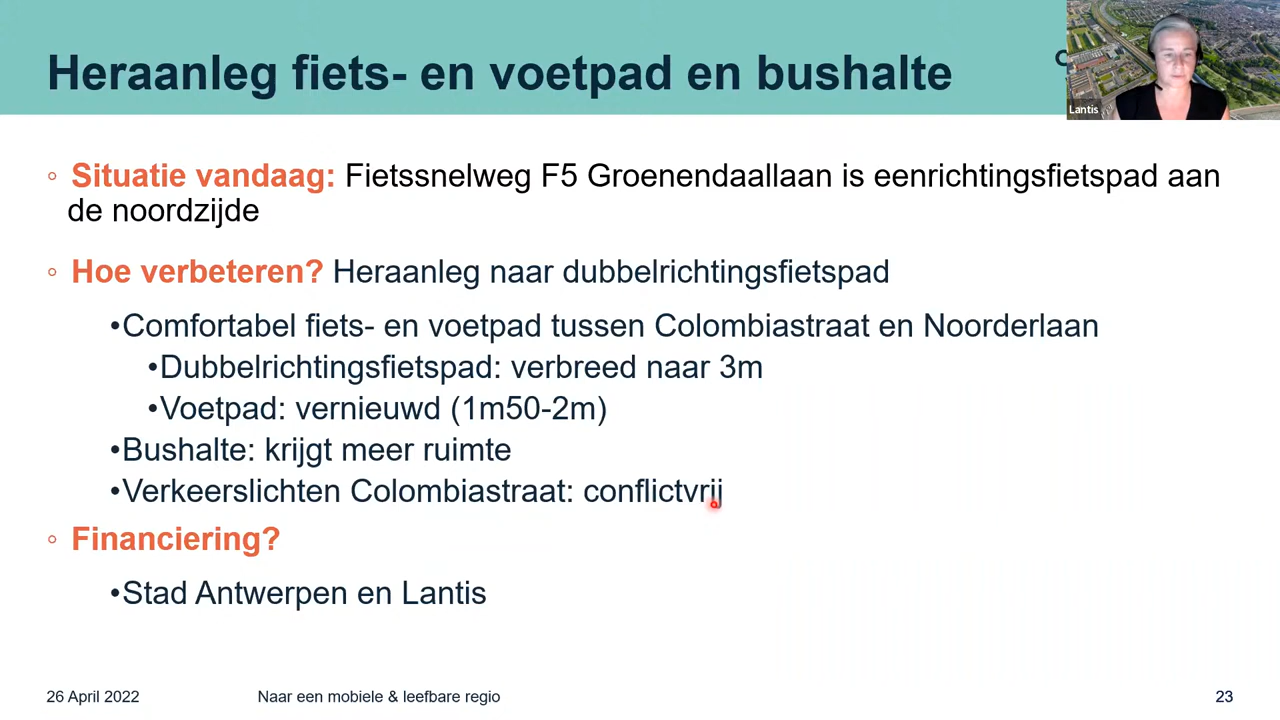 Heraanleg fiets- en voetpad en bushalte
Lantis
◦ Situatie vandaag: Fietssnelweg F5 Groenendaallaan is eenrichtingsfietspad aan
de noordzijde
◦ Hoe verbeteren? Heraanleg naar dubbelrichtingsfietspad
•Comfortabel fiets- en voetpad tussen Colombiastraat en Noorderlaan
•Dubbelrichtingsfietspad: verbreed naar 3m
•Voetpad: vernieuwd (1m50-2m)
•Bushalte: krijgt meer ruimte
•Verkeerslichten Colombiastraat: conflictvrij
◦ Financiering?
•Stad Antwerpen en Lantis
26 April 2022 Naar een mobiele & leefbare regio 23